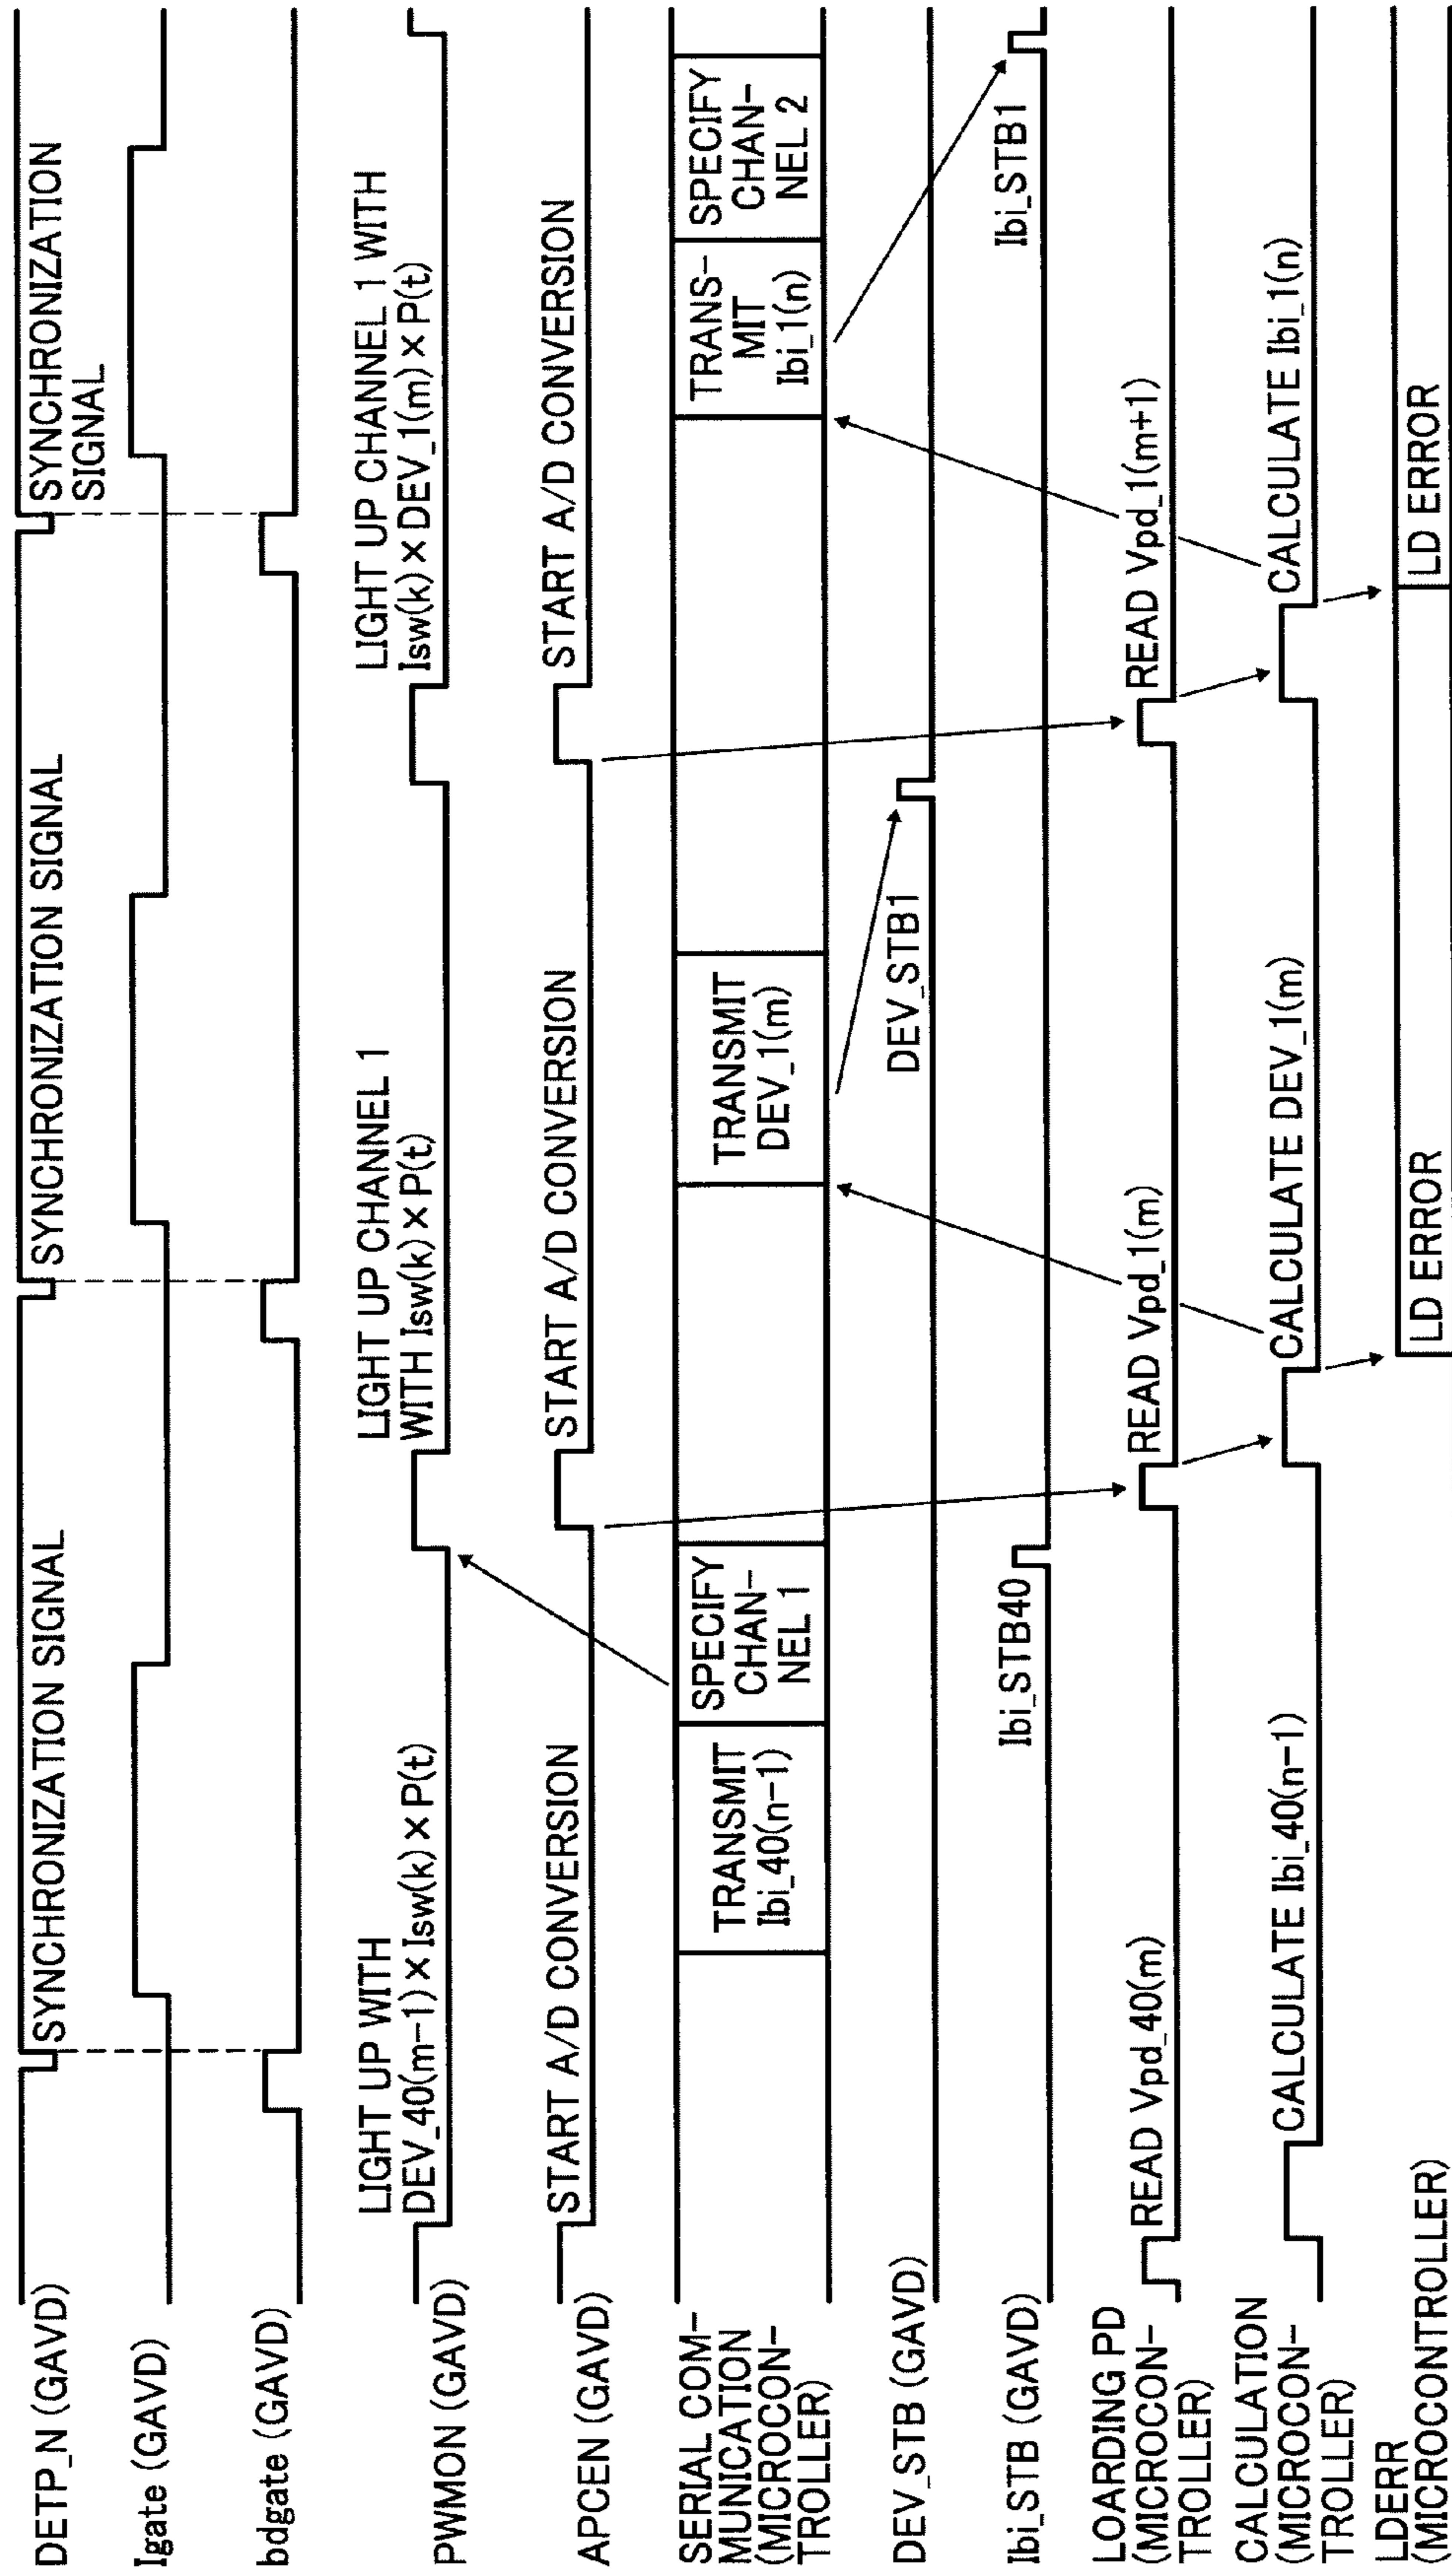 DETP_N (GAVD)
SYNCHRONIZATION SIGNAL
SYNCHRONIZATION SIGNAL
SYNCHRONIZATION
SIGNAL
lgate (GAVD)
bdgate (GAVD)
PWMON (GAVD)
LIGHT UP WITH
DEV_40(m-1)×Isw(k)×P(t)
LIGHT UP CHANNEL 1
WITH Isw(k)×P(t)
LIGHT UP CHANNEL 1 WITH
Isw(k)×DEV_1(m)×P(t)
APCEN (GAVD)
START A/D CONVERSION
START A/D CONVERSION
START A/D CONVERSION
SERIAL COM-
MUNICATION
(MICROCON-
TROLLER)
TRANSMIT
Ibi_40(n-1)
SPECIFY
CHAN-
NEL 1
TRANSMIT
DEV_1(m)
TRANS-
MIT
Ibi_1(n)
SPECIFY
CHAN-
NEL 2
DEV_STB (GAVD)
DEV_STB1
Ibi_STB (GAVD)
Ibi_STB40
Ibi_STB1
LOARDING PD
(MICROCON-
TROLLER)
READ Vpd_40(m)
READ Vpd_1(m)
READ Vpd_1(m+1)
CALCULATION
(MICROCON-
TROLLER)
CALCULATE Ibi_40(n-1)
CALCULATE DEV_1(m)
CALCULATE Ibi_1(n)
LDERR
(MICROCONTROLLER)
LD ERROR
LD ERROR